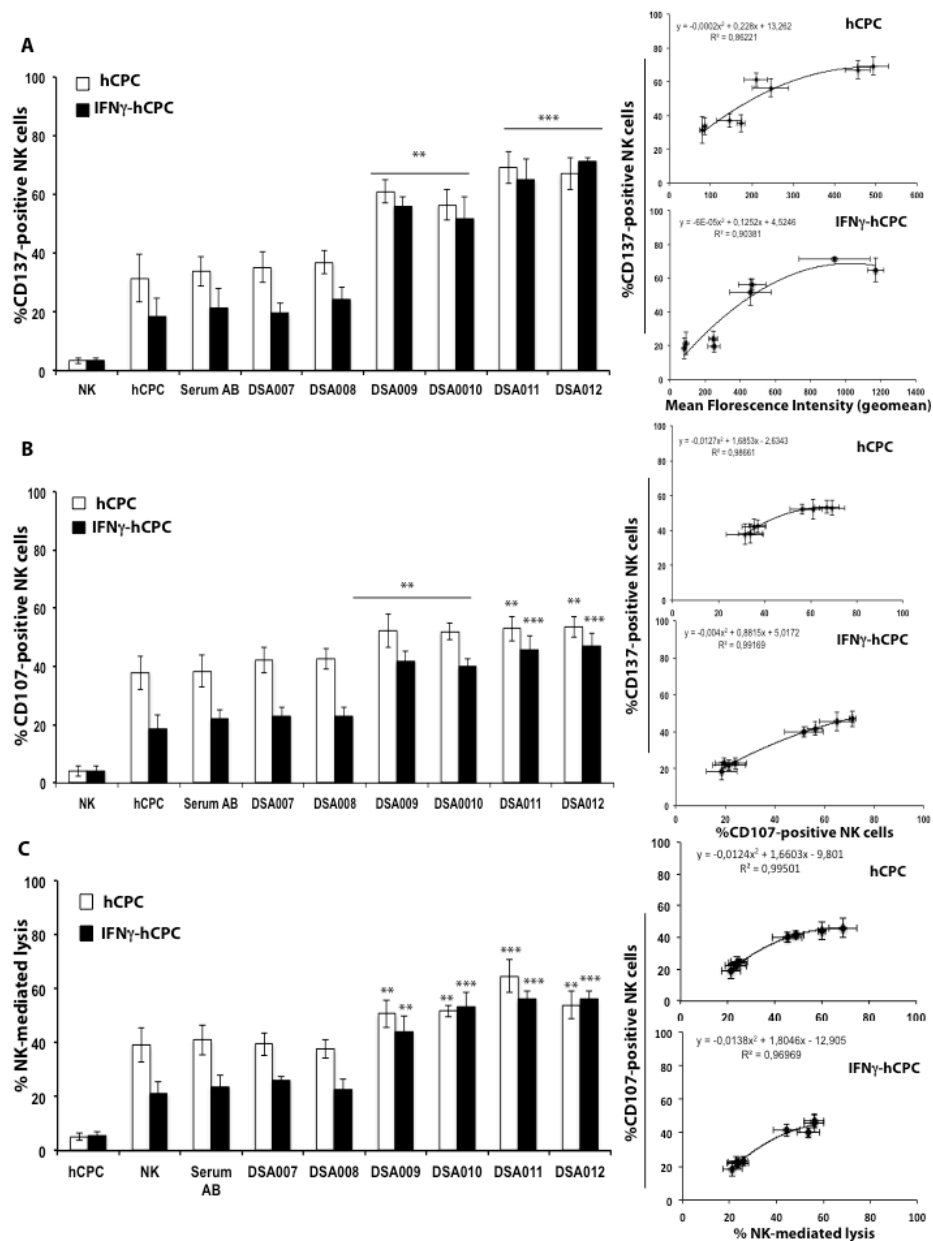 A
hCPC
IFNγ-hCPC
%CD137-positive NK cells
100
80
60
40
20
0
**
***
NK hCPC Serum AB DSA007 DSA008 DSA009 DSA0010 DSA011 DSA012
y = -0,0002x² + 0,228x + 13,262
R² = 0,86221
hCPC
100
80
60
40
20
0
0 100 200 300 400 500 600
%CD137-positive NK cells
y = -6E-05x² + 0,1252x + 4,5246
R² = 0,90381
IFNγ-hCPC
100
80
60
40
20
0
0 200 400 600 800 1000 1200 1400
Mean Florescence Intensity (geomean)
B
hCPC
IFNγ-hCPC
% CD107-positive NK cells
100
80
60
40
20
0
**
** *** ** ***
NK hCPC Serum AB DSA007 DSA008 DSA009 DSA0010 DSA011 DSA012
y = -0,0127x² + 1,6853x - 2,6343
R² = 0,98661
hCPC
100
80
60
40
20
0
0 20 40 60 80 100
%CD137-positive NK cells
y = -0,004x² + 0,8815x + 5,0172
R² = 0,99169
IFNγ-hCPC
100
80
60
40
20
0
0 20 40 60 80 100
%CD107-positive NK cells
C
hCPC
IFNγ-hCPC
% NK-mediated lysis
100
80
60
40
20
0
** ** ** *** *** *** ** ***
hCPC NK Serum AB DSA007 DSA008 DSA009 DSA010 DSA011 DSA012
y = -0,0124x² + 1,6603x - 9,801
R² = 0,99501
hCPC
100
80
60
40
20
0
0 20 40 60 80 100
%CD107-positive NK cells
y = -0,0138x² + 1,8046x - 12,905
R² = 0,96969
IFNγ-hCPC
100
80
60
40
20
0
0 20 40 60 80 100
% NK-mediated lysis